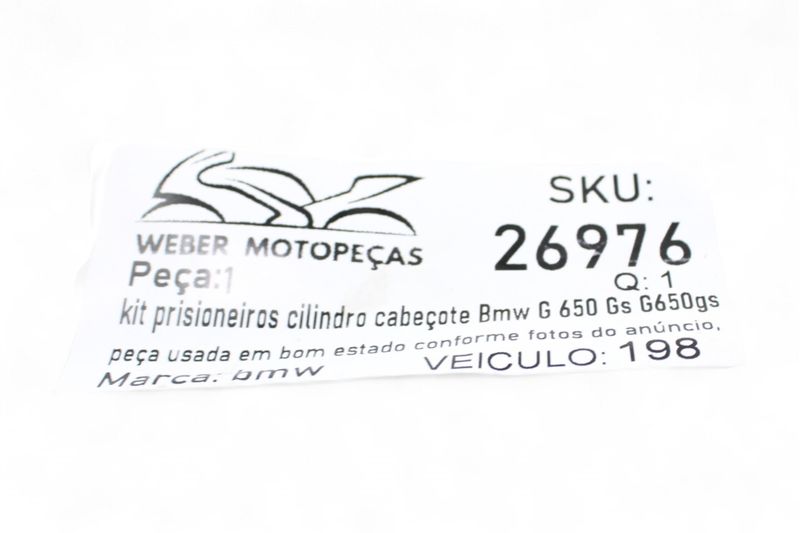 WEBER MOTOPEÇAS
SKU:
26976
Peça:1
Q: 1
kit prisioneiros cilindro cabeçote Bmw G 650 Gs G650gs
peça usada em bom estado conforme fotos do anúncio,
Marca: bmw
VEICULO: 198